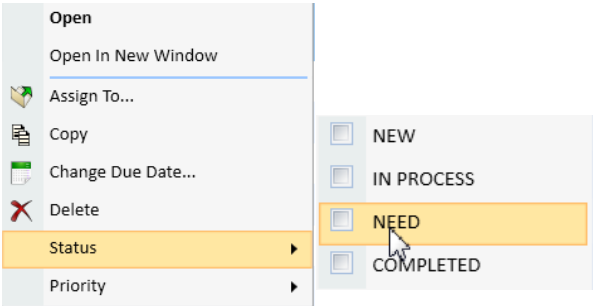 Open
Open In New Window
Assign To...
Copy
Change Due Date...
Delete
Status
Priority
NEW
IN PROCESS
NEED
COMPLETED